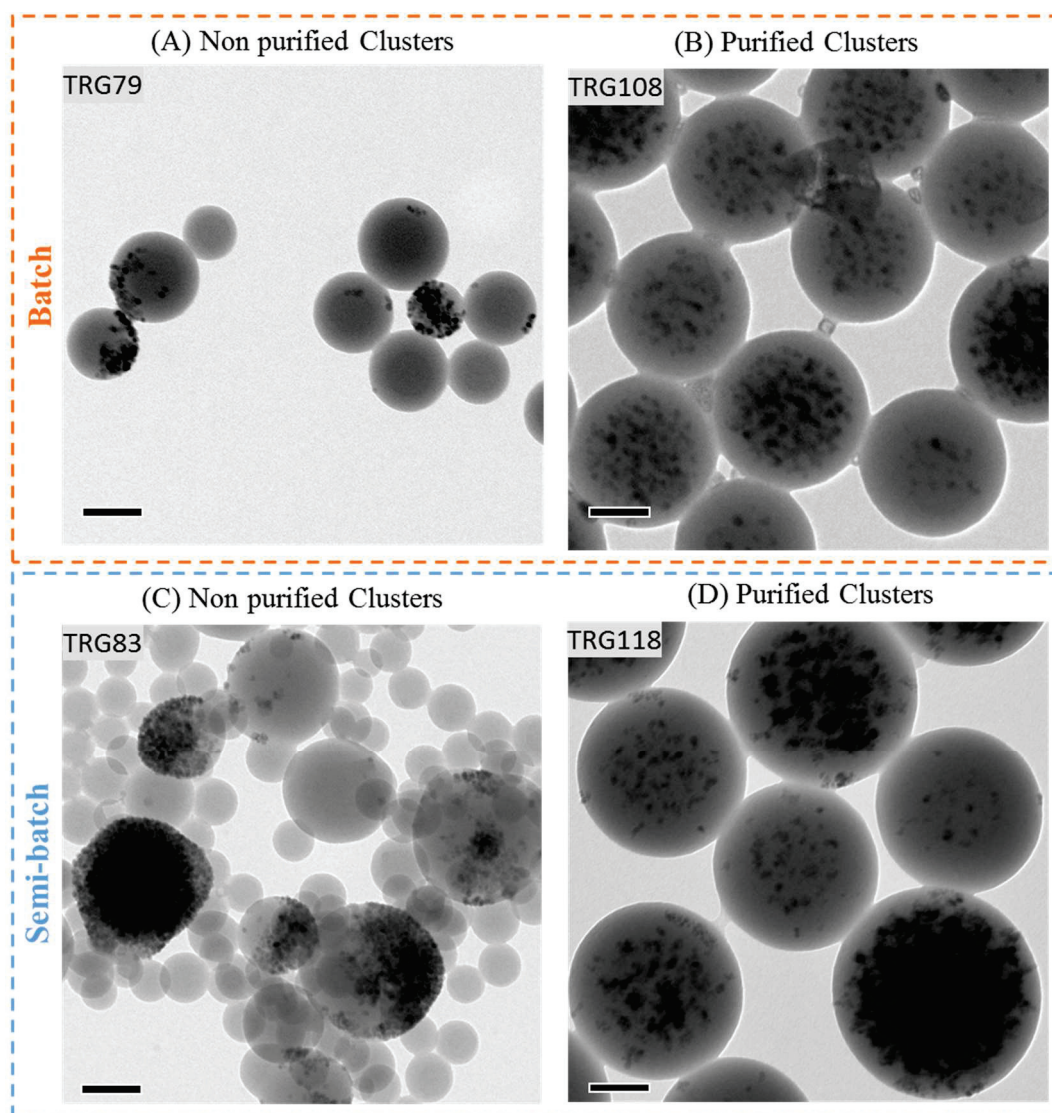 (A) Non purified Clusters
(B) Purified Clusters
TRG79
TRG108
Batch
(C) Non purified Clusters
(D) Purified Clusters
TRG83
TRG118
Semi-batch